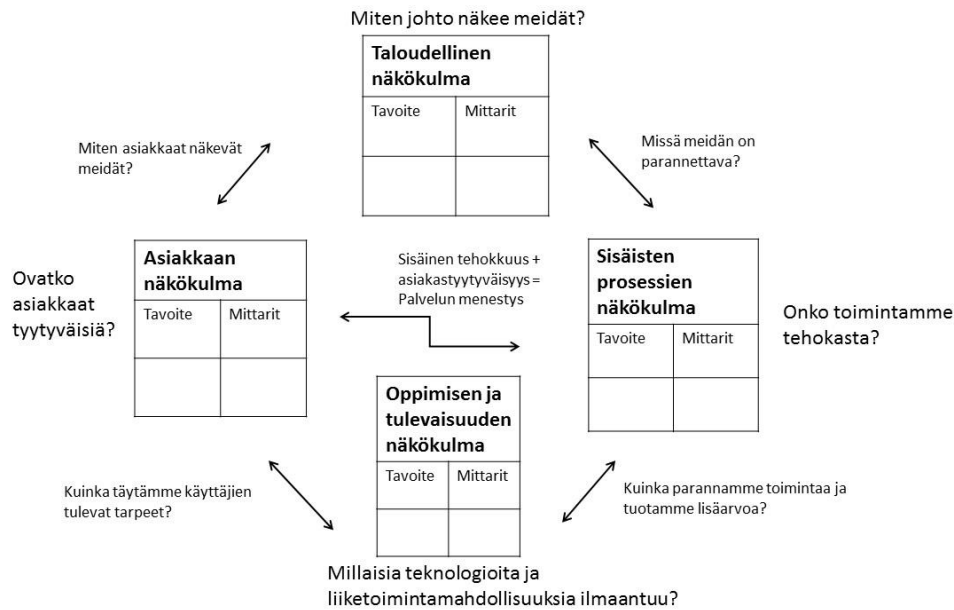 Miten johto näkee meidät?
Taloudellinen
näkökulma
Tavoite
Mittarit
Miten asiakkaat näkevät
meidät?
Missä meidän on
parannettava?
Ovatko
asiakkaat
tyytyväisiä?
Asiakkaan
näkökulma
Tavoite
Mittarit
Sisäinen tehokkuus +
asiakastyytyväisyys =
Palvelun menestys
Sisäisten
prosessien
näkökulma
Tavoite
Mittarit
Onko toimintamme
tehokasta?
Oppimisen ja
tulevaisuuden
näkökulma
Tavoite
Mittarit
Kuinka täytämme käyttäjien
tulevat tarpeet?
Kuinka parannamme toimintaa ja
tuotamme lisäarvoa?
Millaisia teknologioita ja
liiketoimintamahdollisuuksia ilmaantuu?